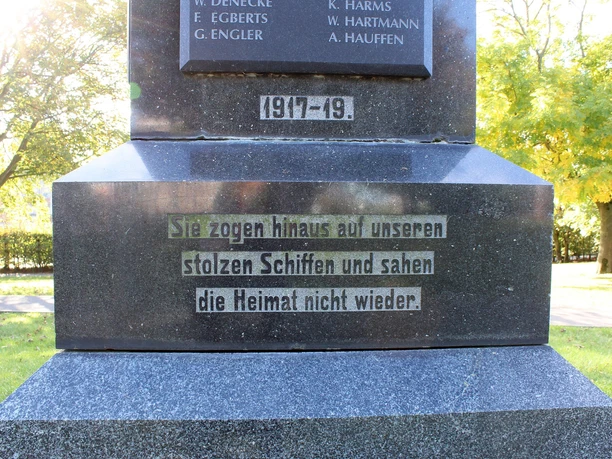 W. DENECKE K. HARMS
F. EGBERTS W. HARTMANN
G. ENGLER A. HAUFFEN
1917-19.
Sie zogen hinaus auf unseren
stolzen Schiffen und sahen
die Heimat nicht wieder.